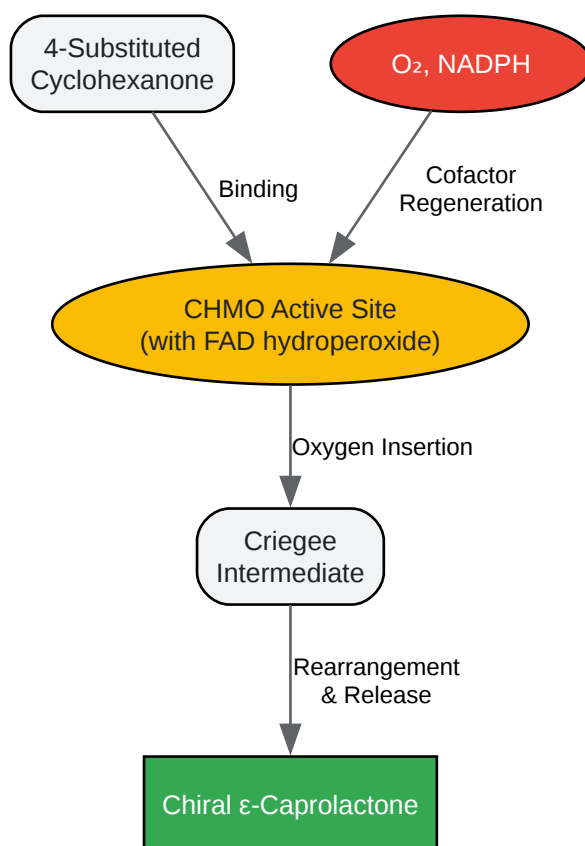 4-Substituted
Cyclohexanone
O₂, NADPH
Binding
Cofactor
Regeneration
CHMO Active Site
(with FAD hydroperoxide)
Oxygen Insertion
Criegee
Intermediate
Rearrangement
& Release
Chiral ε-Caprolactone